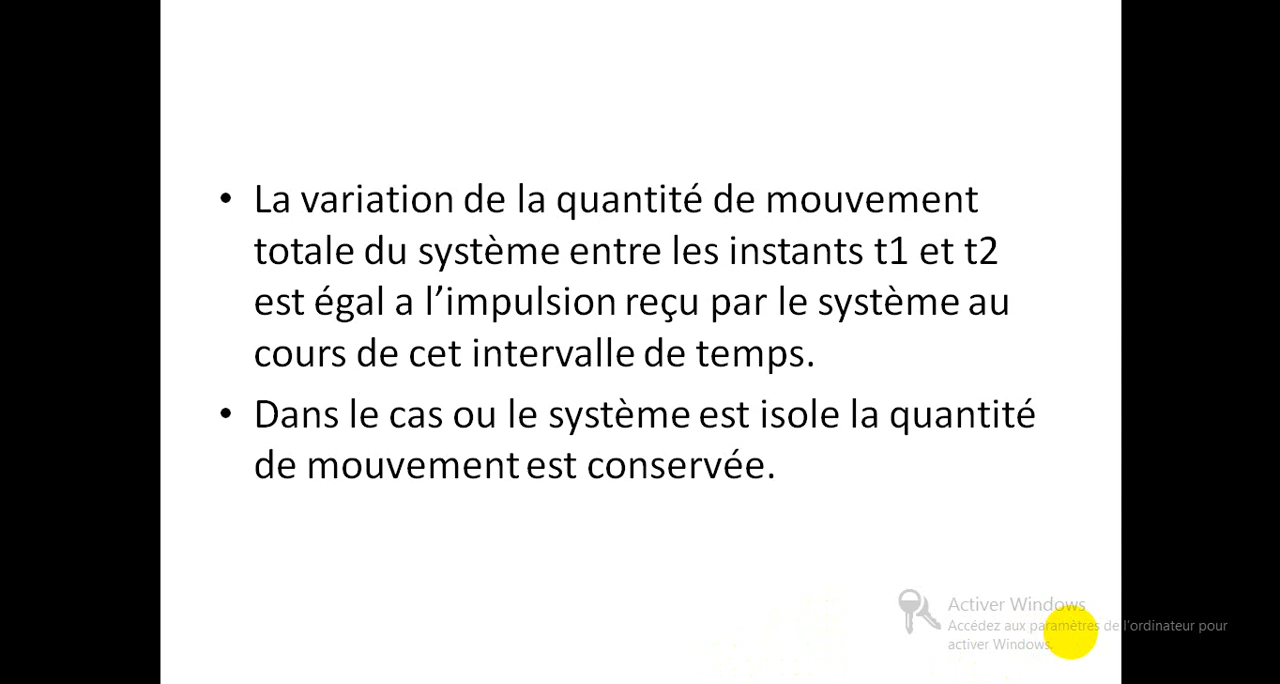 • La variation de la quantité de mouvement
totale du système entre les instants t1 et t2
est égal a l’impulsion reçu par le système au
cours de cet intervalle de temps.
• Dans le cas ou le système est isole la quantité
de mouvement est conservée.
Activer Windows
Accédez aux paramètres de l'ordinateur pour
activer Windows.